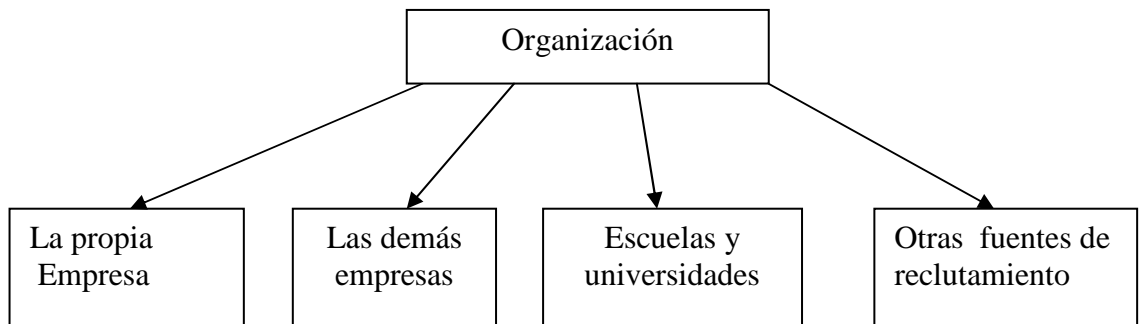 Organización
La propia
Empresa
Las demás
empresas
Escuelas y
universidades
Otras fuentes de
reclutamiento